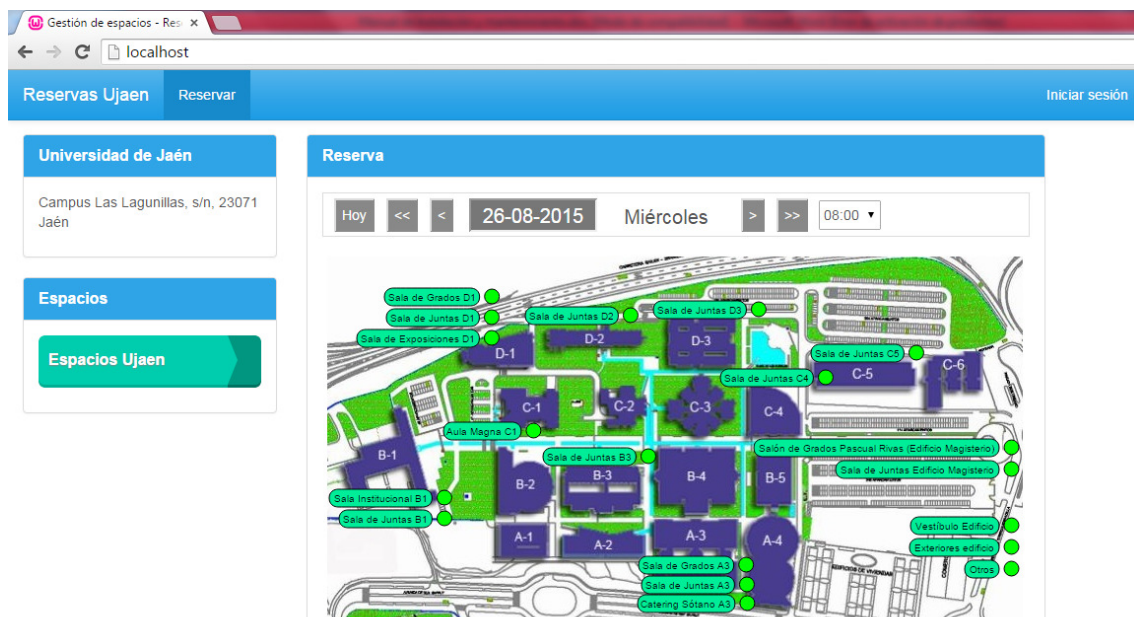 Gestión de espacios - Res
localhost
Reservas Ujaen Reservar Iniciar sesión
Universidad de Jaén
Campus Las Lagunillas, s/n, 23071
Jaén
Espacios
Espacios Ujaen
Reserva
Hoy << < 26-08-2015 Miércoles > >> 08:00
Sala de Grados D1
Sala de Juntas D1
Sala de Juntas D2
Sala de Juntas D3
Sala de Exposiciones D1
D-1
D-2
D-3
Sala de Juntas C5
Sala de Juntas C4
C-5
C-6
C-1
C-2
C-3
C-4
Aula Magna C1
Salón de Grados Pascual Rivas (Edificio Magisterio)
Sala de Juntas B3
Sala de Juntas Edificio Magisterio
B-1
B-2
B-3
B-4
B-5
Sala Institucional B1
Sala de Juntas B1
Vestíbulo Edificio
Exteriores edificio
Otros
A-1
A-2
A-3
A-4
Sala de Grados A3
Sala de Juntas A3
Catering Sótano A3
EDIFICIOS DE VIVIENDAS